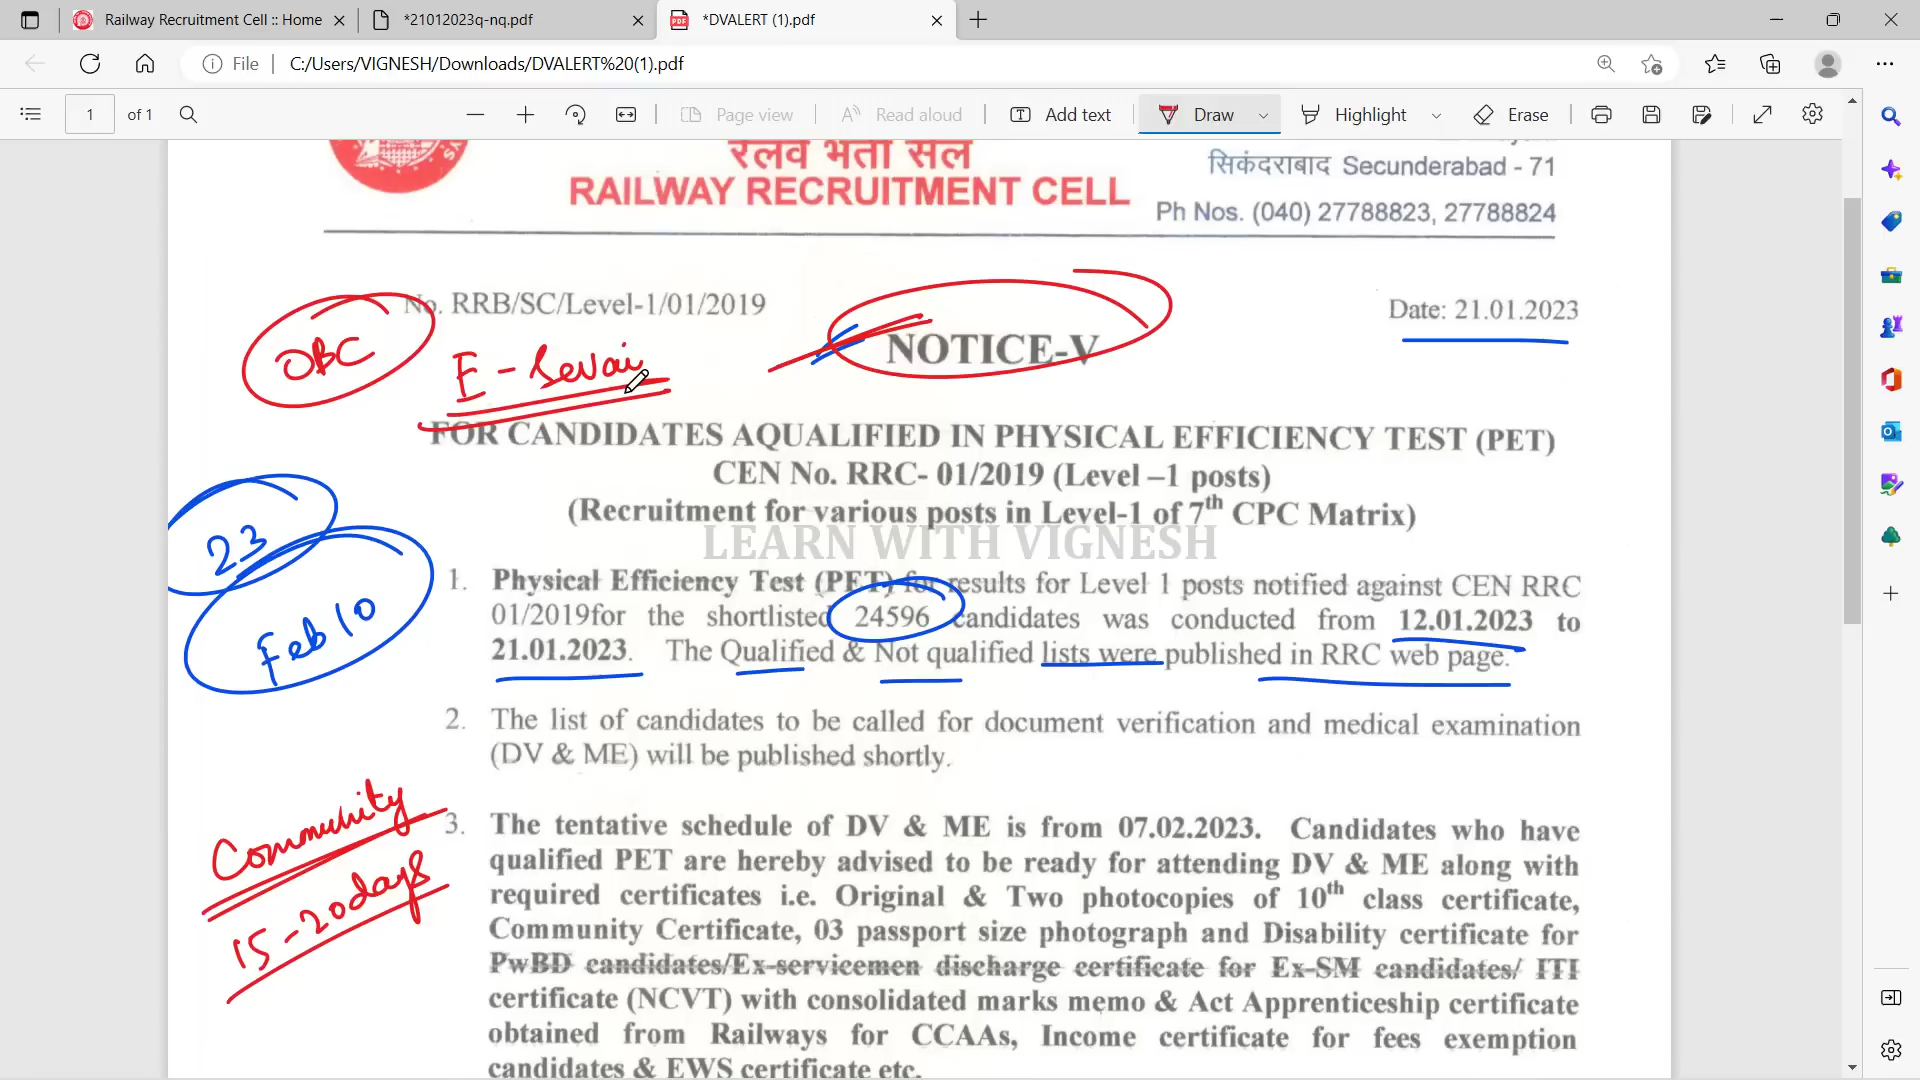 Railway Recruitment Cell :: Home
*21012023q-nq.pdf
*DVALERT (1).pdf
File
C:/Users/VIGNESH/Downloads/DVALERT%20(1).pdf
1 of 1
Page view
Read aloud
Add text
Draw
Highlight
Erase
सिकंदराबाद Secunderabad - 71
RAILWAY RECRUITMENT CELL
Ph Nos. (040) 27788823, 27788824
No. RRB/SC/Level-1/01/2019
Date: 21.01.2023
OBC
E - Sevai
NOTICE-V
FOR CANDIDATES AQUALIFIED IN PHYSICAL EFFICIENCY TEST (PET)
CEN No. RRC- 01/2019 (Level –1 posts)
(Recruitment for various posts in Level-1 of 7th CPC Matrix)
LEARN WITH VIGNESH
23
Feb 10
1. Physical Efficiency Test (PET) for results for Level 1 posts notified against CEN RRC
01/2019for the shortlisted 24596 candidates was conducted from 12.01.2023 to
21.01.2023. The Qualified & Not qualified lists were published in RRC web page.
2. The list of candidates to be called for document verification and medical examination
(DV & ME) will be published shortly.
Community
15-20days
3. The tentative schedule of DV & ME is from 07.02.2023. Candidates who have
qualified PET are hereby advised to be ready for attending DV & ME along with
required certificates i.e. Original & Two photocopies of 10th class certificate,
Community Certificate, 03 passport size photograph and Disability certificate for
PwBD candidates/Ex-servicemen discharge certificate for Ex-SM candidates/ ITI
certificate (NCVT) with consolidated marks memo & Act Apprenticeship certificate
obtained from Railways for CCAAs, Income certificate for fees exemption
candidates & EWS certificate etc.